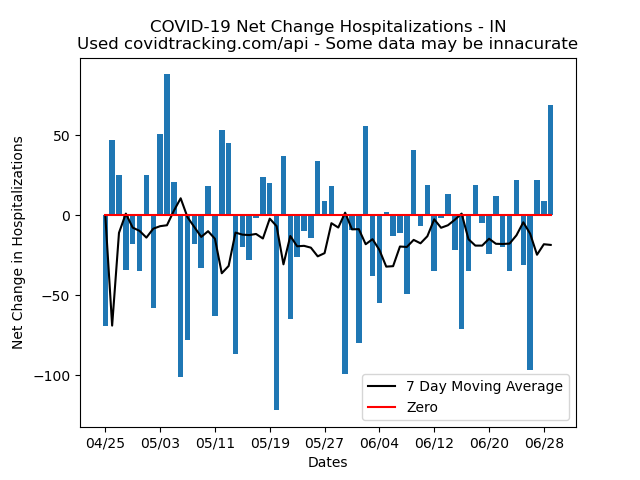 COVID-19 Net Change Hospitalizations - IN
Used covidtracking.com/api - Some data may be innacurate
Net Change in Hospitalizations
50
0
−50
−100
7 Day Moving Average
Zero
04/25 05/03 05/11 05/19 05/27 06/04 06/12 06/20 06/28
Dates